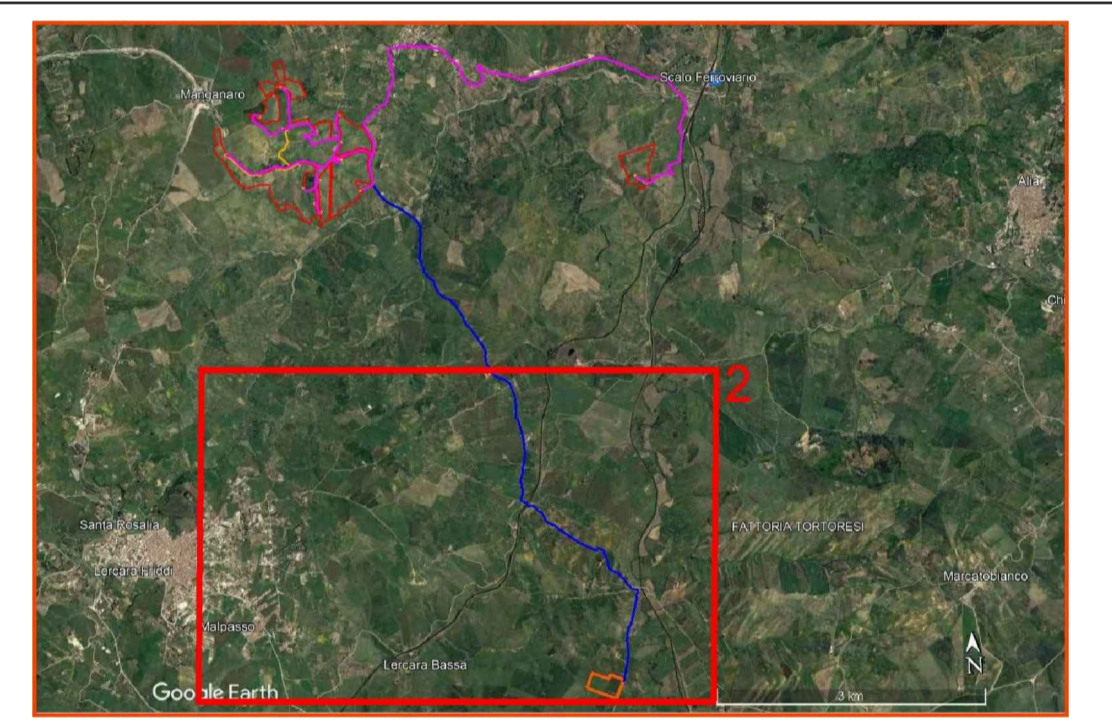 Scalo Ferroviario
Manganaro
Alia
Chi
2
Santa Rosalia
FATTORIA TORTORESI
Lercara Friddi
Marcatobianco
Malpasso
N
Lercara Bassa
Google Earth
3 km